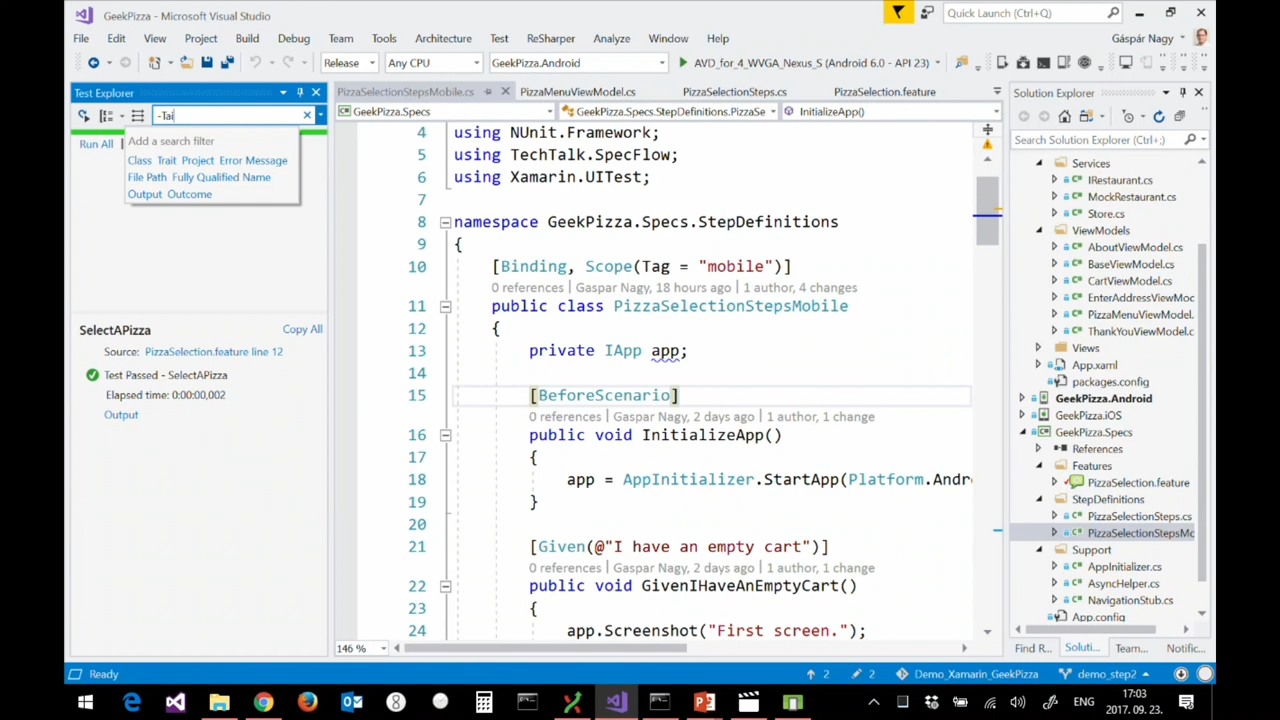 GeekPizza - Microsoft Visual Studio
Quick Launch (Ctrl+Q)
File Edit View Project Build Debug Team Tools Architecture Test ReSharper Analyze Window Help
Gáspár Nagy
Release Any CPU GeekPizza.Android AVD_for_4_WVGA_Nexus_S (Android 6.0 - API 23)
Test Explorer
-Tai
Run All
Add a search filter
Class Trait Project Error Message
File Path Fully Qualified Name
Output Outcome
SelectAPizza
Copy All
Source: PizzaSelection.feature line 12
Test Passed - SelectAPizza
Elapsed time: 0:00:00,002
Output
PizzaSelectionStepsMobile.cs PizzaMenuViewModel.cs PizzaSelectionSteps.cs PizzaSelection.feature
GeekPizza.Specs GeekPizza.Specs.StepDefinitions.PizzaSe InitializeApp()
4 using NUnit.Framework;
5 using TechTalk.SpecFlow;
6 using Xamarin.UITest;
7
8 namespace GeekPizza.Specs.StepDefinitions
9 {
10 [Binding, Scope(Tag = "mobile")]
0 references | Gaspar Nagy, 18 hours ago | 1 author, 4 changes
11 public class PizzaSelectionStepsMobile
12 {
13 private IApp app;
14
15 [BeforeScenario]
0 references | Gaspar Nagy, 2 days ago | 1 author, 1 change
16 public void InitializeApp()
17 {
18 app = AppInitializer.StartApp(Platform.Andro
19 }
20
21 [Given(@"I have an empty cart")]
0 references | Gaspar Nagy, 2 days ago | 1 author, 1 change
22 public void GivenIHaveAnEmptyCart()
23 {
24 app.Screenshot("First screen.");
146 %
Solution Explorer
Search Solution Explorer (Ctrl+;)
Services
IRestaurant.cs
MockRestaurant.cs
Store.cs
ViewModels
AboutViewModel.cs
BaseViewModel.cs
CartViewModel.cs
EnterAddressViewMod
PizzaMenuViewModel.
ThankYouViewModel.c
Views
App.xaml
packages.config
GeekPizza.Android
GeekPizza.iOS
GeekPizza.Specs
References
Features
PizzaSelection.feature
StepDefinitions
PizzaSelectionSteps.cs
PizzaSelectionStepsMo
Support
AppInitializer.cs
AsyncHelper.cs
NavigationStub.cs
App.config
Find R... Soluti... Team... Notific...
Ready
2 2 Demo_Xamarin_GeekPizza demo_step2
ENG
17:03
2017. 09. 23.